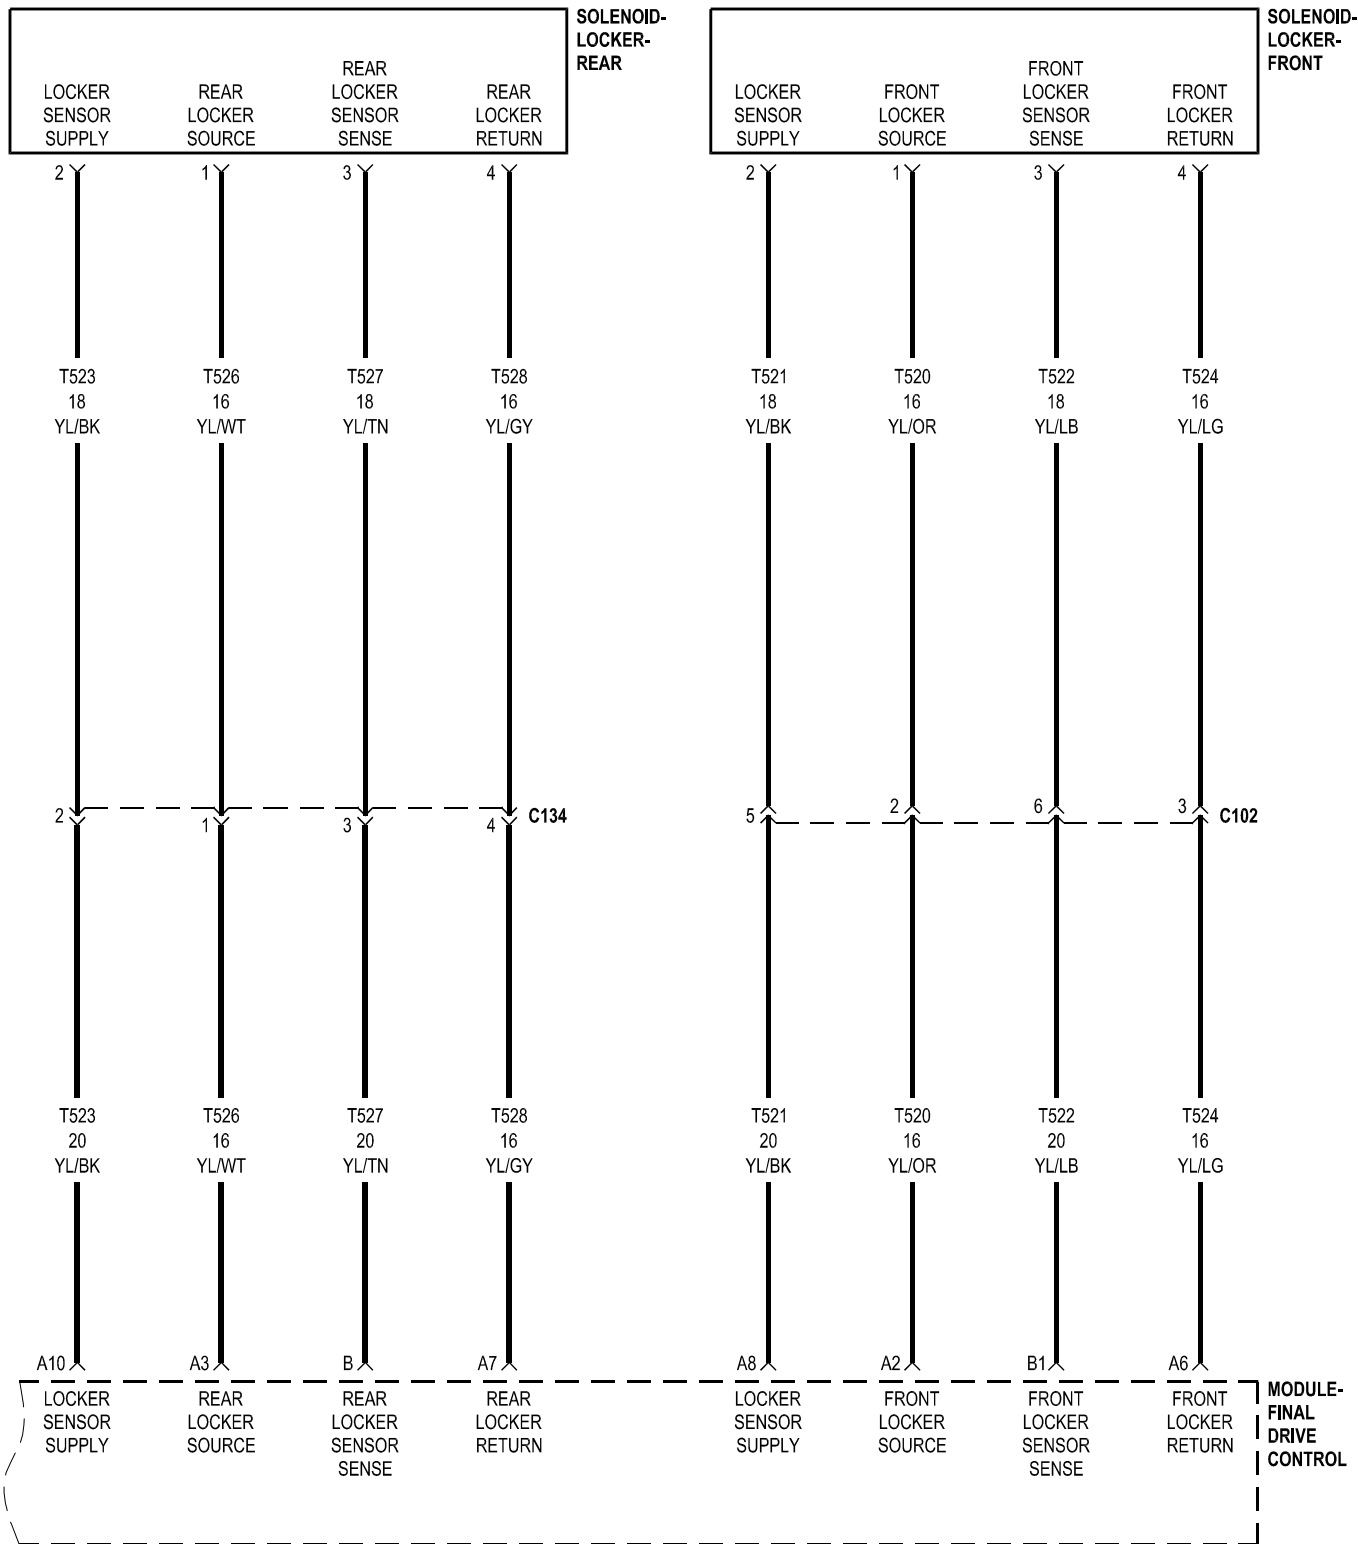 SOLENOID-
LOCKER-
REAR
LOCKER
SENSOR
SUPPLY
REAR
LOCKER
SOURCE
REAR
LOCKER
SENSOR
SENSE
REAR
LOCKER
RETURN
SOLENOID-
LOCKER-
FRONT
LOCKER
SENSOR
SUPPLY
FRONT
LOCKER
SOURCE
FRONT
LOCKER
SENSOR
SENSE
FRONT
LOCKER
RETURN
2 1 3 4 2 1 3 4
T523 T526 T527 T528 T521 T520 T522 T524
18 16 18 16 18 16 18 16
YL/BK YL/WT YL/TN YL/GY YL/BK YL/OR YL/LB YL/LG
2 1 3 4 C134 5 2 6 3 C102
T523 T526 T527 T528 T521 T520 T522 T524
20 16 20 16 20 16 20 16
YL/BK YL/WT YL/TN YL/GY YL/BK YL/OR YL/LB YL/LG
A10 A3 B A7 A8 A2 B1 A6
LOCKER
SENSOR
SUPPLY
REAR
LOCKER
SOURCE
REAR
LOCKER
SENSOR
SENSE
REAR
LOCKER
RETURN
LOCKER
SENSOR
SUPPLY
FRONT
LOCKER
SOURCE
FRONT
LOCKER
SENSOR
SENSE
FRONT
LOCKER
RETURN
MODULE-
FINAL
DRIVE
CONTROL